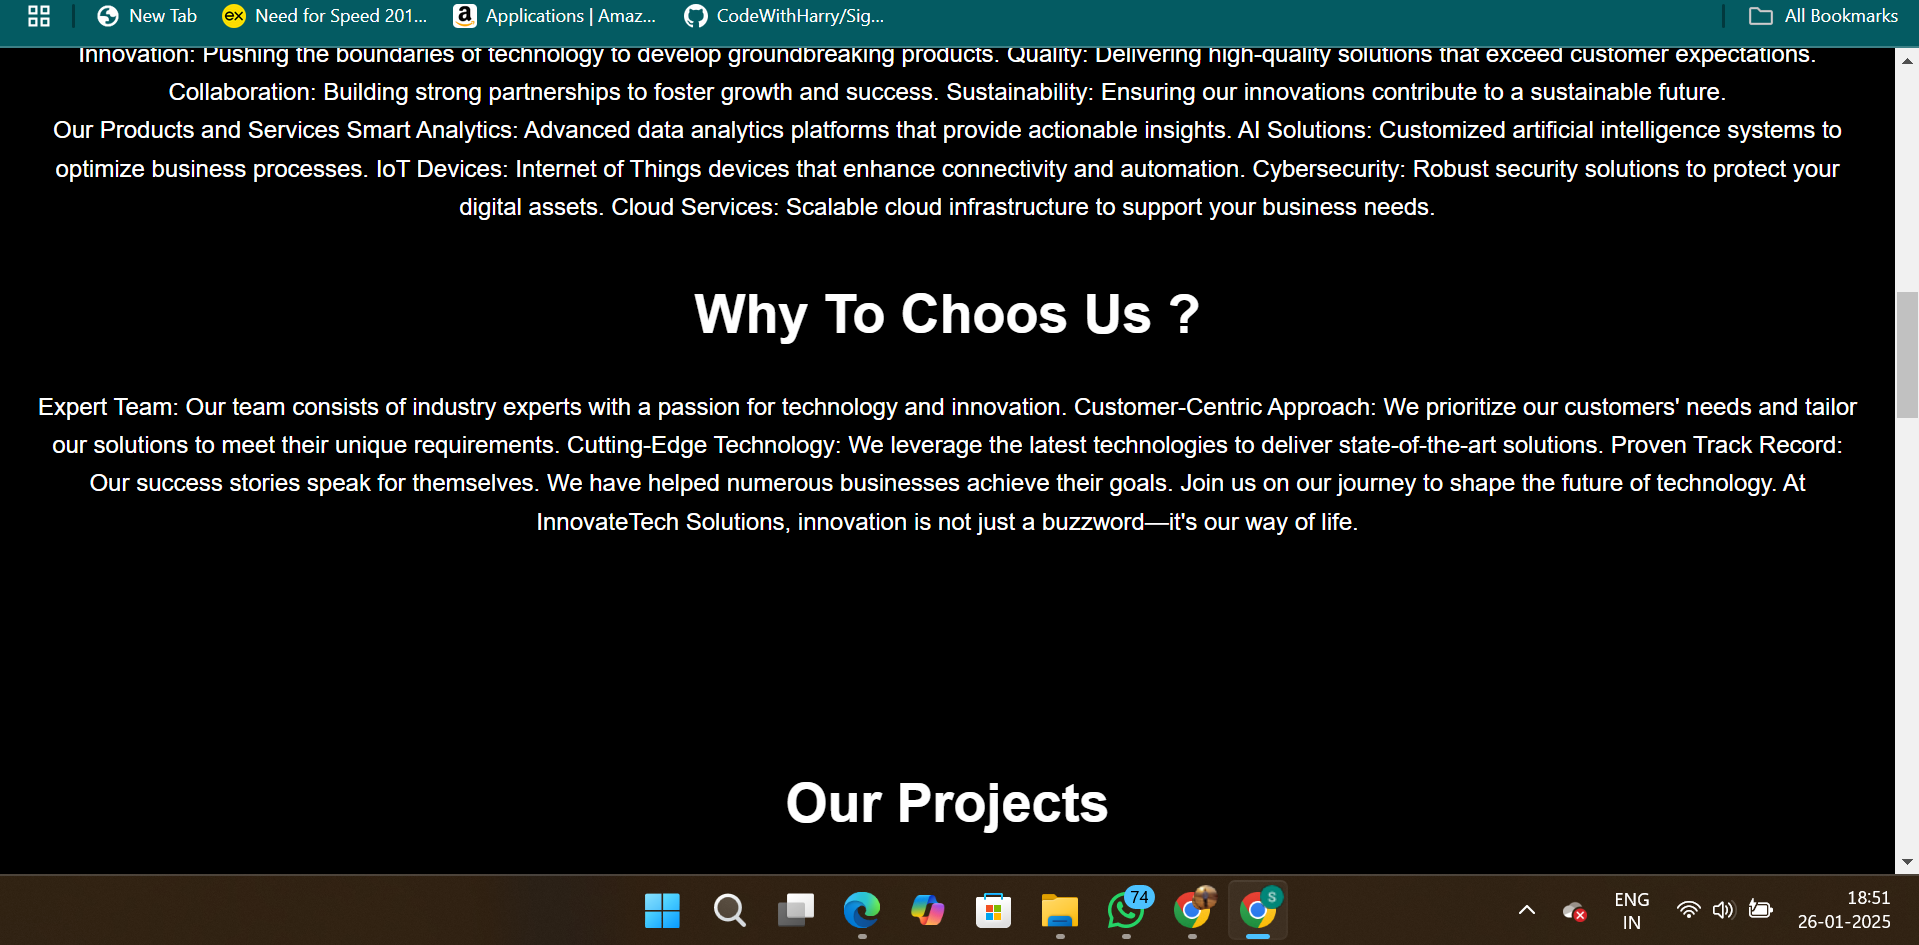 New Tab
Need for Speed 201...
Applications | Amaz...
CodeWithHarry/Sig...
All Bookmarks
Innovation: Pushing the boundaries of technology to develop groundbreaking products. Quality: Delivering high-quality solutions that exceed customer expectations.
Collaboration: Building strong partnerships to foster growth and success. Sustainability: Ensuring our innovations contribute to a sustainable future.
Our Products and Services Smart Analytics: Advanced data analytics platforms that provide actionable insights. AI Solutions: Customized artificial intelligence systems to
optimize business processes. IoT Devices: Internet of Things devices that enhance connectivity and automation. Cybersecurity: Robust security solutions to protect your
digital assets. Cloud Services: Scalable cloud infrastructure to support your business needs.
Why To Choos Us ?
Expert Team: Our team consists of industry experts with a passion for technology and innovation. Customer-Centric Approach: We prioritize our customers' needs and tailor
our solutions to meet their unique requirements. Cutting-Edge Technology: We leverage the latest technologies to deliver state-of-the-art solutions. Proven Track Record:
Our success stories speak for themselves. We have helped numerous businesses achieve their goals. Join us on our journey to shape the future of technology. At
InnovateTech Solutions, innovation is not just a buzzword—it's our way of life.
Our Projects
74
S
ENG
IN
18:51
26-01-2025